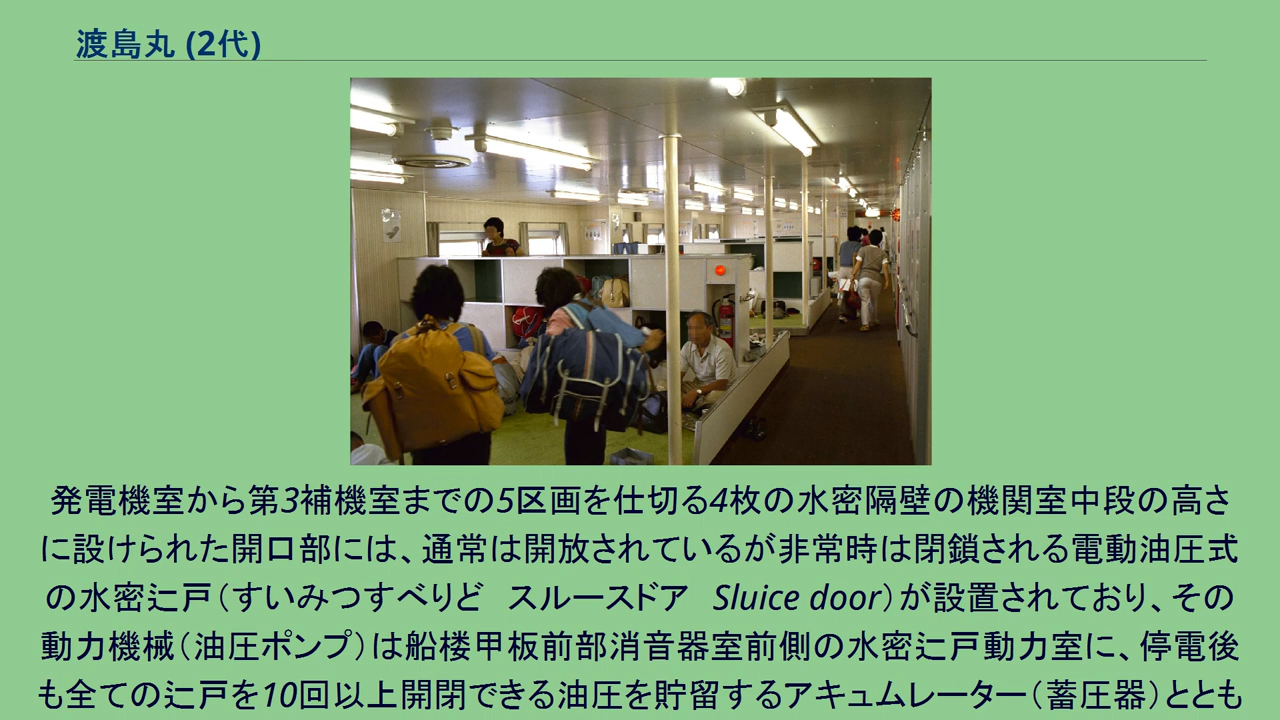 渡島丸 (2代)
発電機室から第3補機室までの5区画を仕切る4枚の水密隔壁の機関室中段の高さ
に設けられた開口部には、通常は開放されているが非常時は閉鎖される電動油圧式
の水密辷戸（すいみつすべりど　スルースドア　Sluice door）が設置されており、その
動力機械（油圧ポンプ）は船楼甲板前部消音器室前側の水密辷戸動力室に、停電後
も全ての辷戸を10回以上開閉できる油圧を貯留するアキュムレーター（蓄圧器）ととも